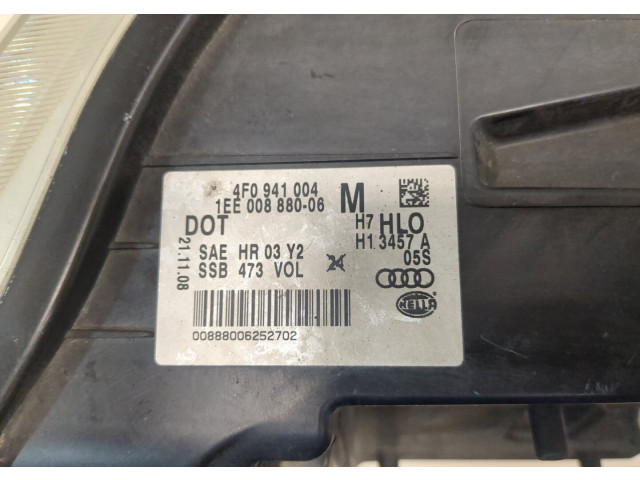 4F0 941 004
1EE 008 880-06 M
DOT H7 HLO
21.11.08
SAE HR 03 Y2 H1 3457 A
SSB 473 VOL 24 05S
HELLA
00888006252702